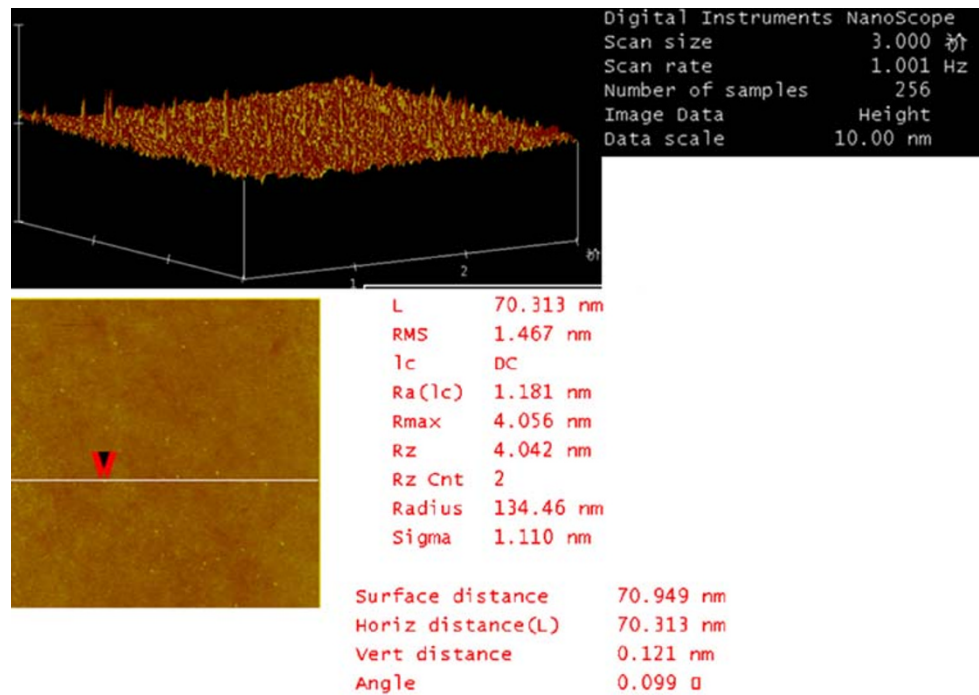 Digital Instruments NanoScope
Scan size 3.000 祄
Scan rate 1.001 Hz
Number of samples 256
Image Data Height
Data scale 10.00 nm
1
2
祄
L 70.313 nm
RMS 1.467 nm
lc DC
Ra(lc) 1.181 nm
Rmax 4.056 nm
Rz 4.042 nm
Rz Cnt 2
Radius 134.46 nm
Sigma 1.110 nm
Surface distance 70.949 nm
Horiz distance(L) 70.313 nm
Vert distance 0.121 nm
Angle 0.099 □